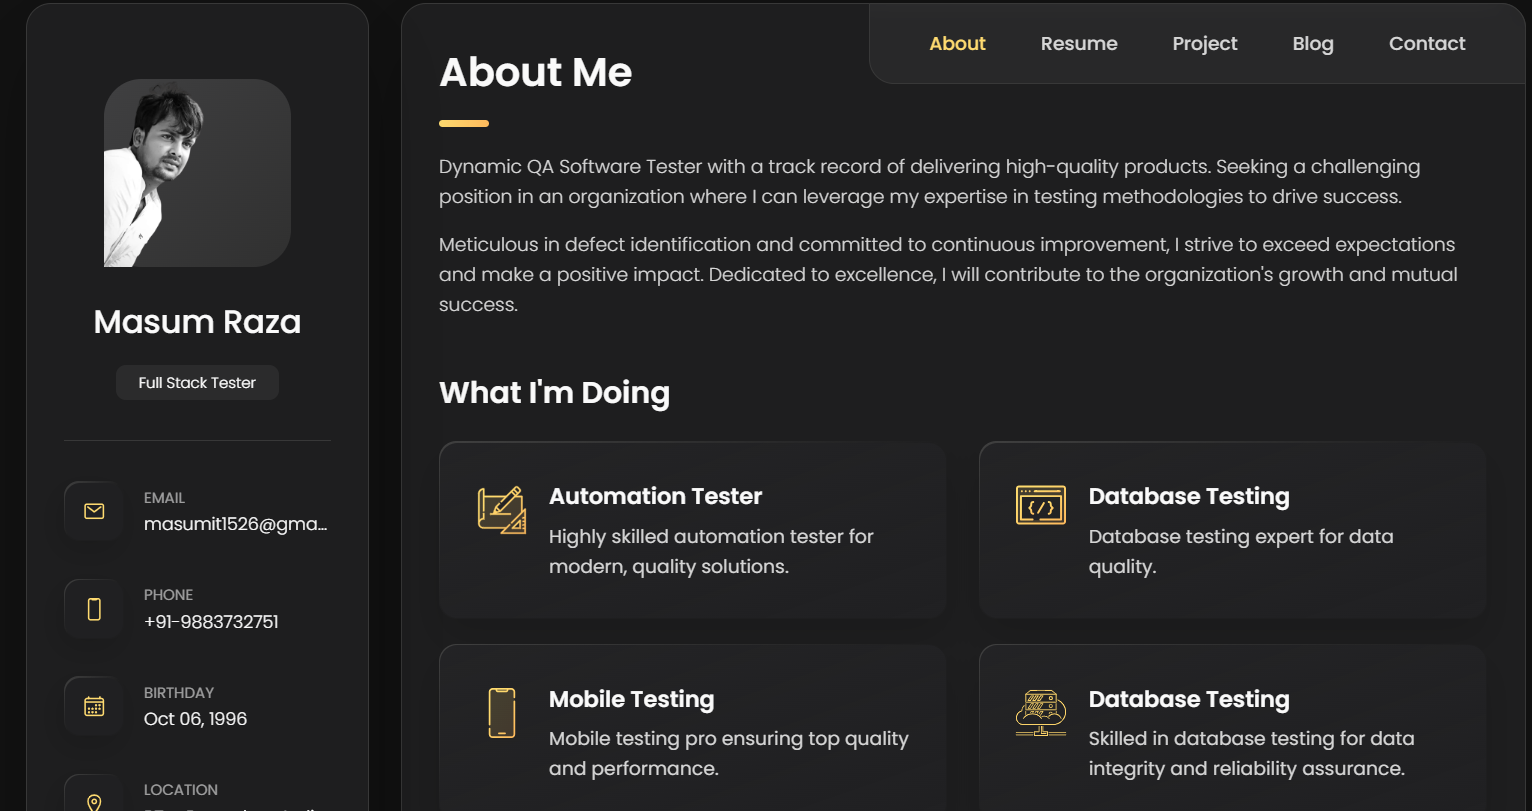 Masum Raza
Full Stack Tester
EMAIL
masumit1526@gma...
PHONE
+91-9883732751
BIRTHDAY
Oct 06, 1996
LOCATION
About
Resume
Project
Blog
Contact
About Me
Dynamic QA Software Tester with a track record of delivering high-quality products. Seeking a challenging
position in an organization where I can leverage my expertise in testing methodologies to drive success.
Meticulous in defect identification and committed to continuous improvement, I strive to exceed expectations
and make a positive impact. Dedicated to excellence, I will contribute to the organization's growth and mutual
success.
What I'm Doing
Automation Tester
Highly skilled automation tester for
modern, quality solutions.
Database Testing
Database testing expert for data
quality.
Mobile Testing
Mobile testing pro ensuring top quality
and performance.
Database Testing
Skilled in database testing for data
integrity and reliability assurance.